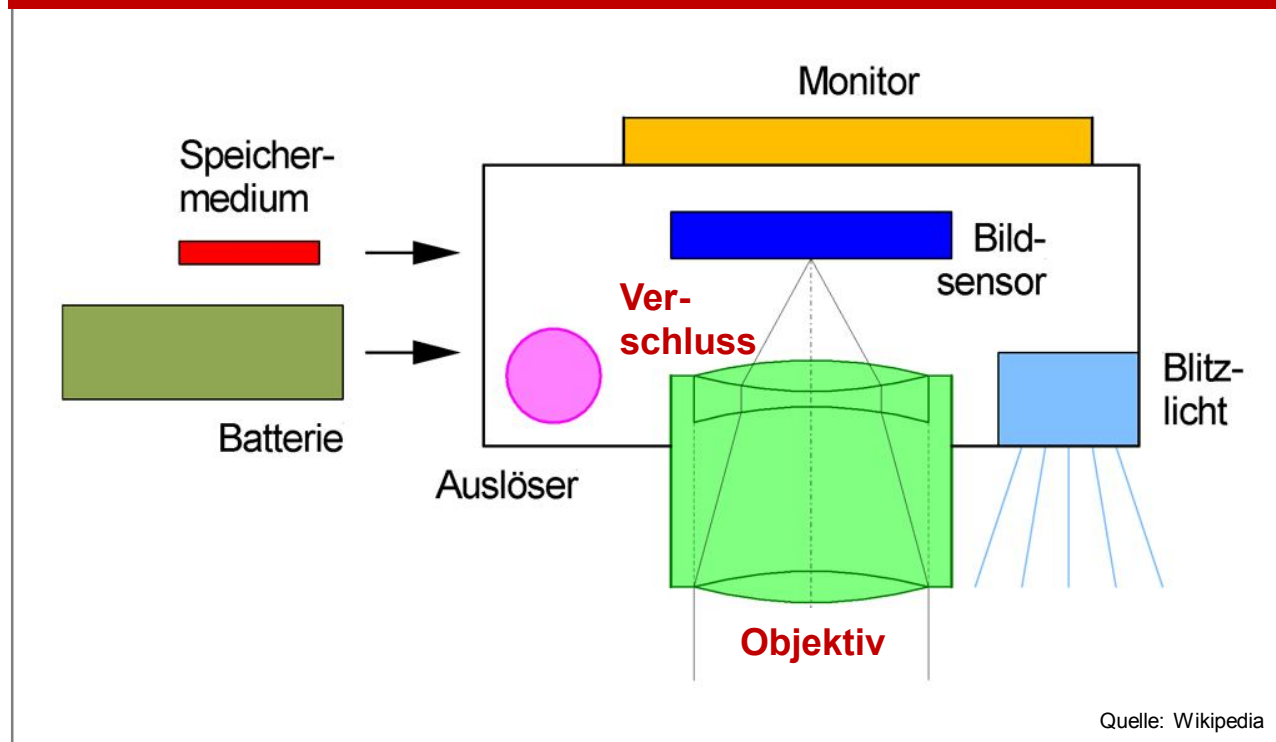 Monitor
Speicher-
medium
Bild-
sensor
Ver-
schluss
Blitz-
licht
Batterie
Auslöser
Objektiv
Quelle: Wikipedia